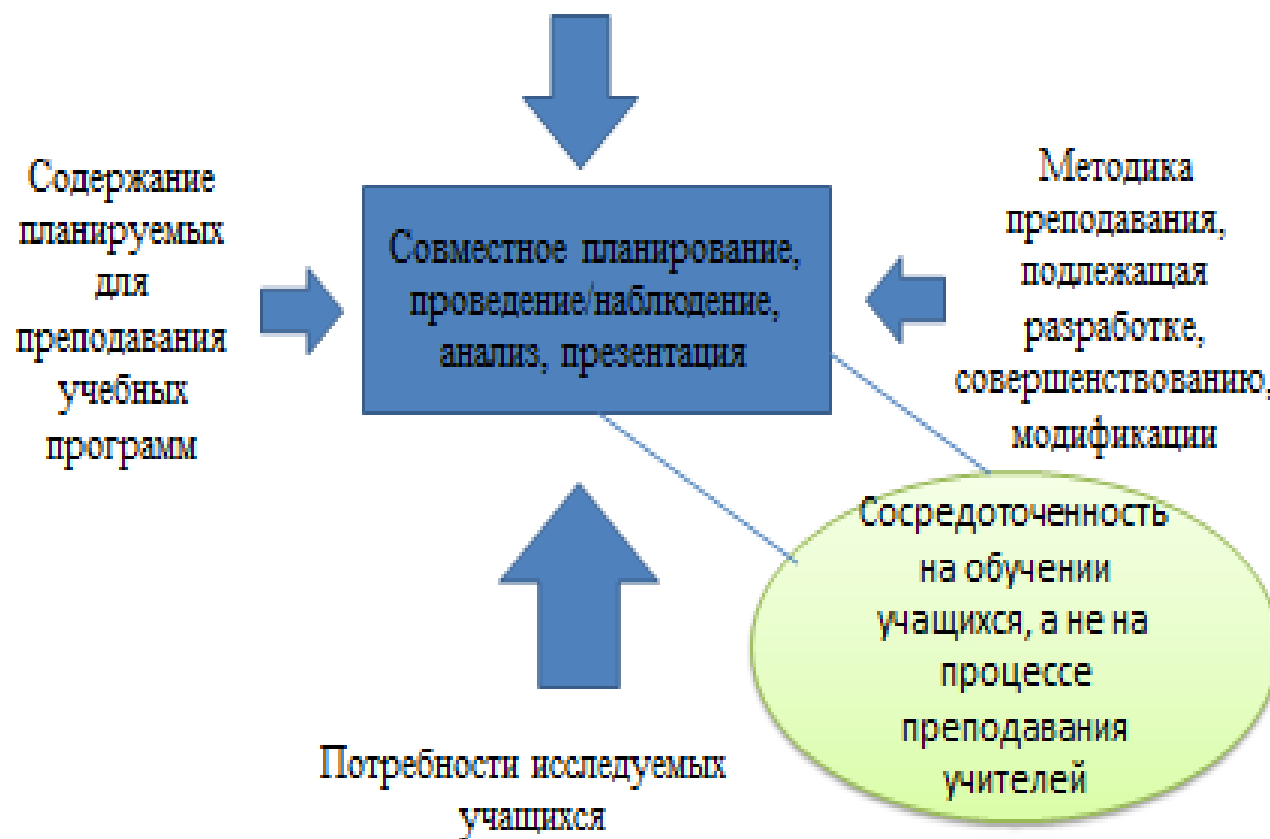 Содержание
планируемых
для
преподавания
учебных
программ
Совместное планирование,
проведение/наблюдение,
анализ, презентация
Методика
преподавания,
подлежащая
разработке,
совершенствованию,
модификации
Сосредоточенность
на обучении
учащихся, а не на
процессе
преподавания
учителей
Потребности исследуемых
учащихся